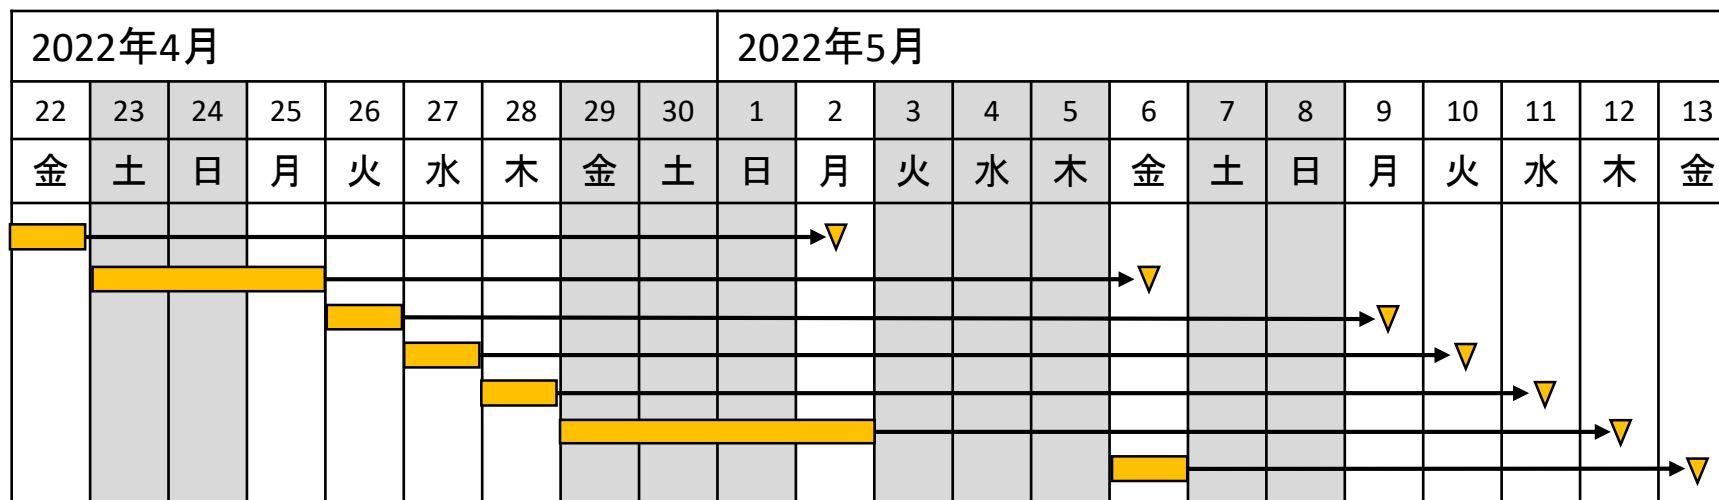 2022年4月 2022年5月
22 23 24 25 26 27 28 29 30 1 2 3 4 5 6 7 8 9 10 11 12 13
金 土 日 月 火 水 木 金 土 日 月 火 水 木 金 土 日 月 火 水 木 金